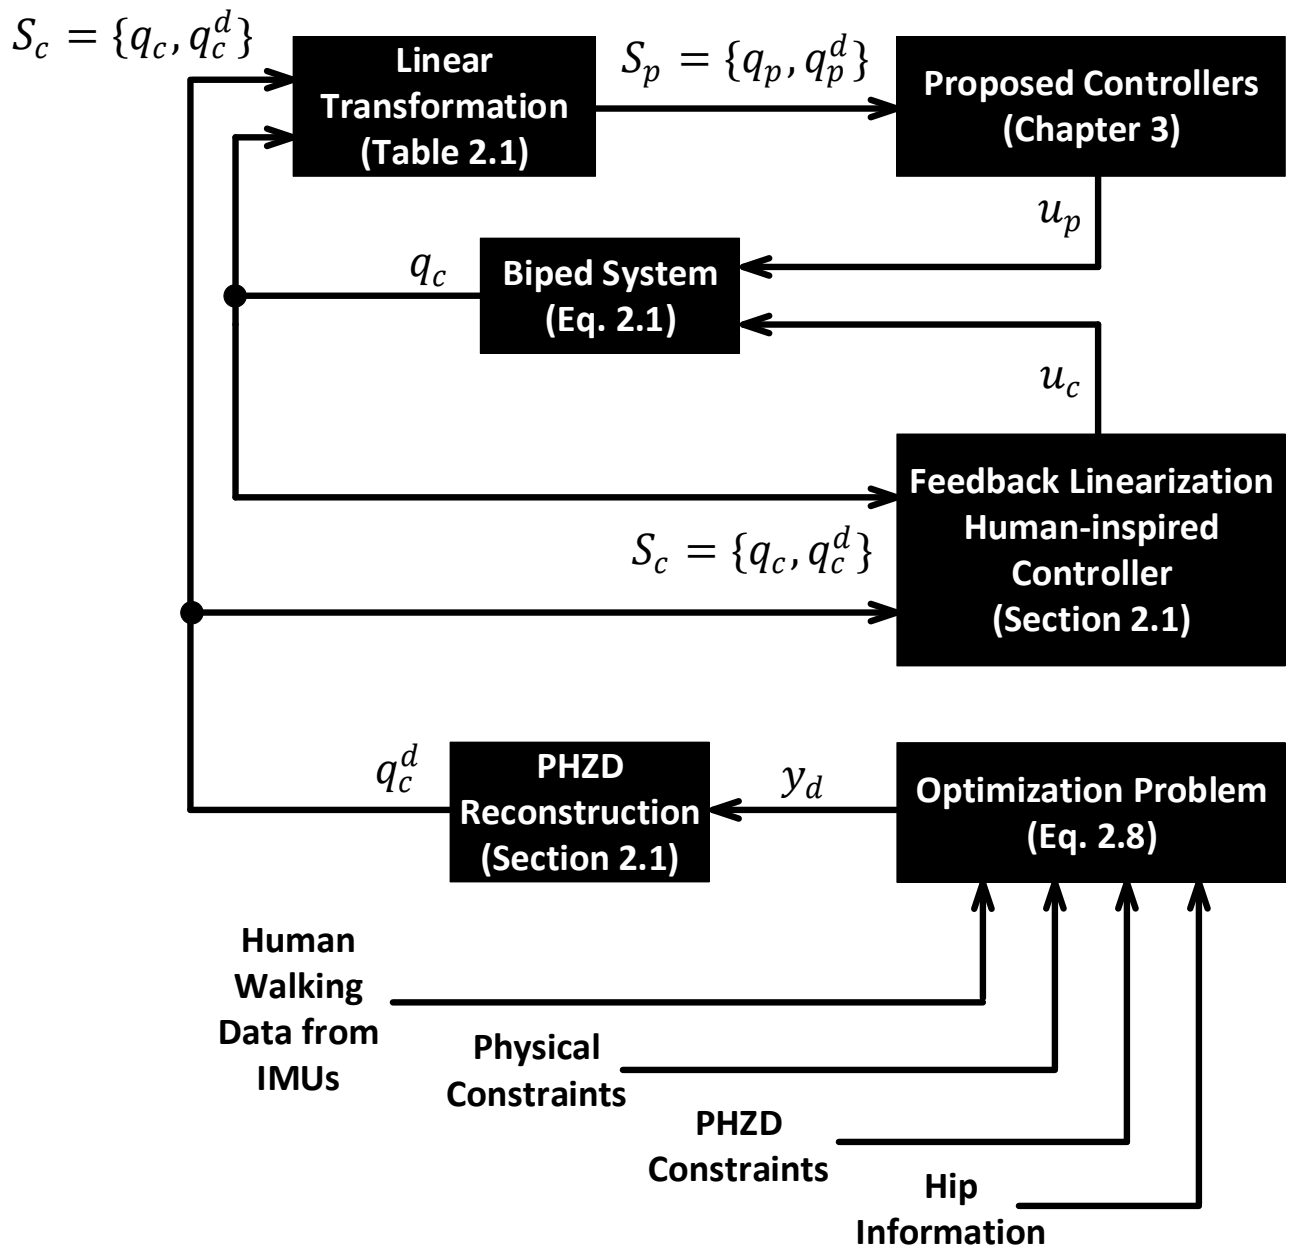 S_c = {q_c, q_c^d}
Linear
Transformation
(Table 2.1)
S_p = {q_p, q_p^d}
Proposed Controllers
(Chapter 3)
u_p
q_c
Biped System
(Eq. 2.1)
u_c
Feedback Linearization
Human-inspired
Controller
(Section 2.1)
S_c = {q_c, q_c^d}
q_c^d
PHZD
Reconstruction
(Section 2.1)
y_d
Optimization Problem
(Eq. 2.8)
Human
Walking
Data from
IMUs
Physical
Constraints
PHZD
Constraints
Hip
Information